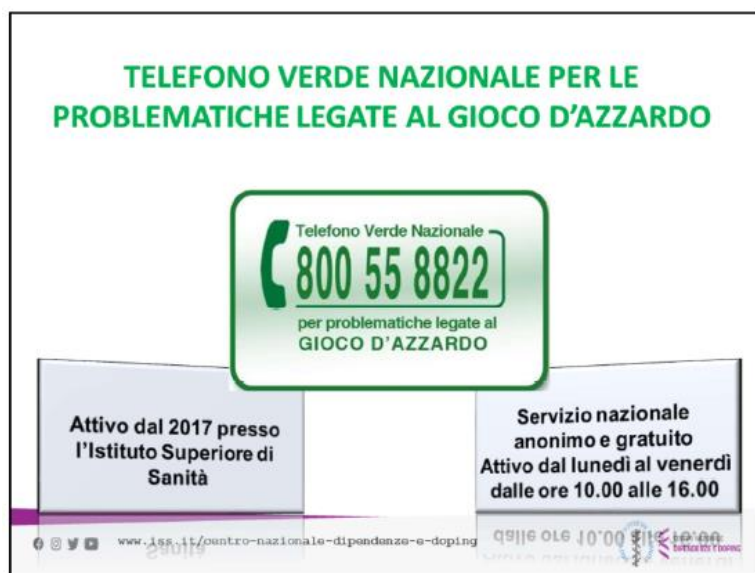 TELEFONO VERDE NAZIONALE PER LE
PROBLEMATICHE LEGATE AL GIOCO D'AZZARDO
Telefono Verde Nazionale
800 55 8822
per problematiche legate al
GIOCO D'AZZARDO
Attivo dal 2017 presso
l'Istituto Superiore di
Sanità
Servizio nazionale
anonimo e gratuito
Attivo dal lunedì al venerdì
dalle ore 10.00 alle 16.00
www.iss.it/centro-nazionale-dipendenze-e-doping
DIPENDENZE E DOPING